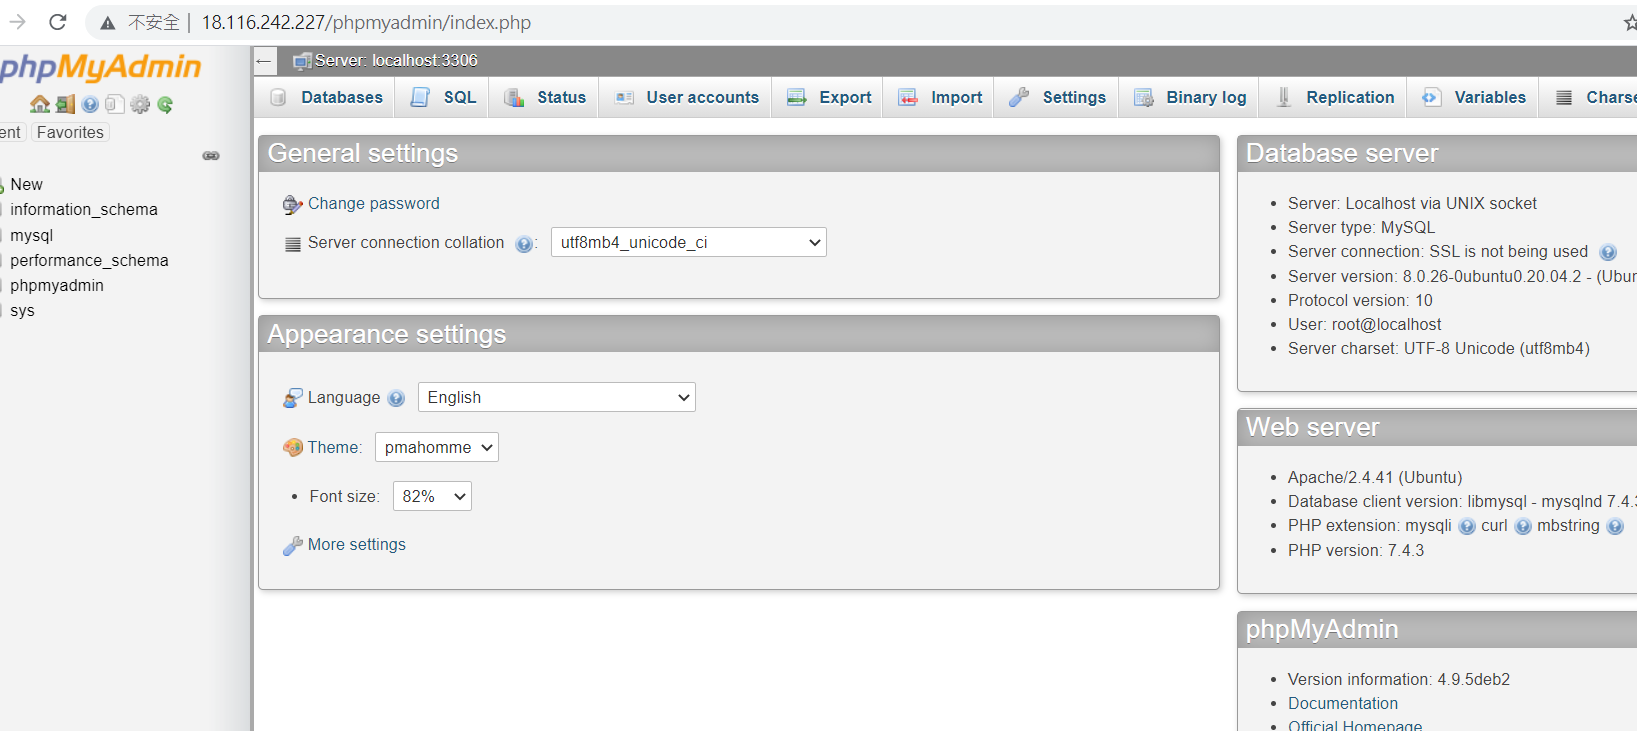 不安全 | 18.116.242.227/phpmyadmin/index.php
phpMyAdmin
ent Favorites
New
information_schema
mysql
performance_schema
phpmyadmin
sys
Server: localhost:3306
Databases SQL Status User accounts Export Import Settings Binary log Replication Variables Charse
General settings
Change password
Server connection collation : utf8mb4_unicode_ci
Appearance settings
Language English
Theme: pmahomme
• Font size: 82%
More settings
Database server
• Server: Localhost via UNIX socket
• Server type: MySQL
• Server connection: SSL is not being used
• Server version: 8.0.26-0ubuntu0.20.04.2 - (Ubun
• Protocol version: 10
• User: root@localhost
• Server charset: UTF-8 Unicode (utf8mb4)
Web server
• Apache/2.4.41 (Ubuntu)
• Database client version: libmysql - mysqlnd 7.4.3
• PHP extension: mysqli curl mbstring
• PHP version: 7.4.3
phpMyAdmin
• Version information: 4.9.5deb2
• Documentation
• Official Homepage